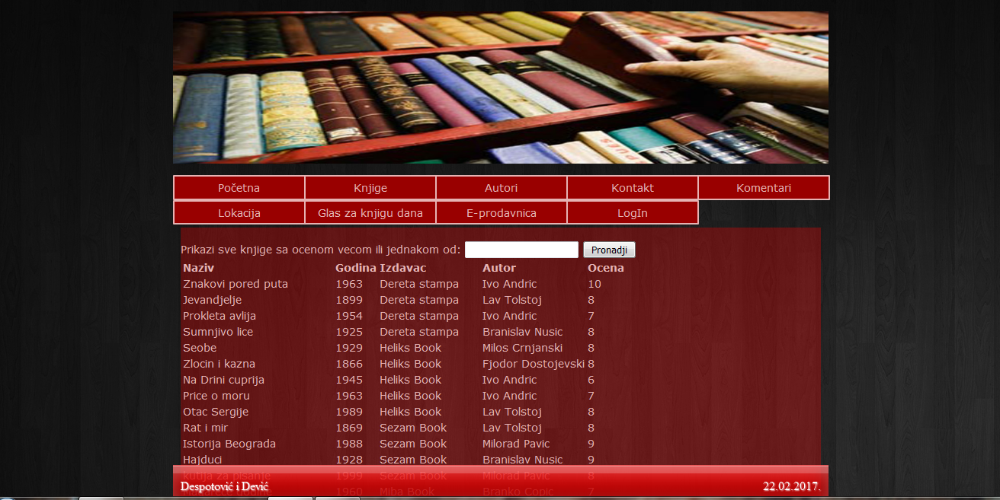 PUÉS
Početna Knjige Autori Kontakt Komentari
Lokacija Glas za knjigu dana E-prodavnica LogIn
Prikazi sve knjige sa ocenom vecom ili jednakom od: Pronadji
Naziv Godina Izdavac Autor Ocena
Znakovi pored puta 1963 Dereta stampa Ivo Andric 10
Jevandjelje 1899 Dereta stampa Lav Tolstoj 8
Prokleta avlija 1954 Dereta stampa Ivo Andric 7
Sumnjivo lice 1925 Dereta stampa Branislav Nusic 8
Seobe 1929 Heliks Book Milos Crnjanski 8
Zlocin i kazna 1866 Heliks Book Fjodor Dostojevski 8
Na Drini cuprija 1945 Heliks Book Ivo Andric 6
Price o moru 1963 Heliks Book Ivo Andric 7
Otac Sergije 1989 Heliks Book Lav Tolstoj 8
Rat i mir 1869 Sezam Book Lav Tolstoj 8
Istorija Beograda 1988 Sezam Book Milorad Pavic 9
Hajduci 1928 Sezam Book Branislav Nusic 9
Kutija za pisanje 1999 Sezam Book Milorad Pavic 8
Magarece godine 1960 Miba Book Branko Copic 7
Despotović i Dević 22.02.2017.